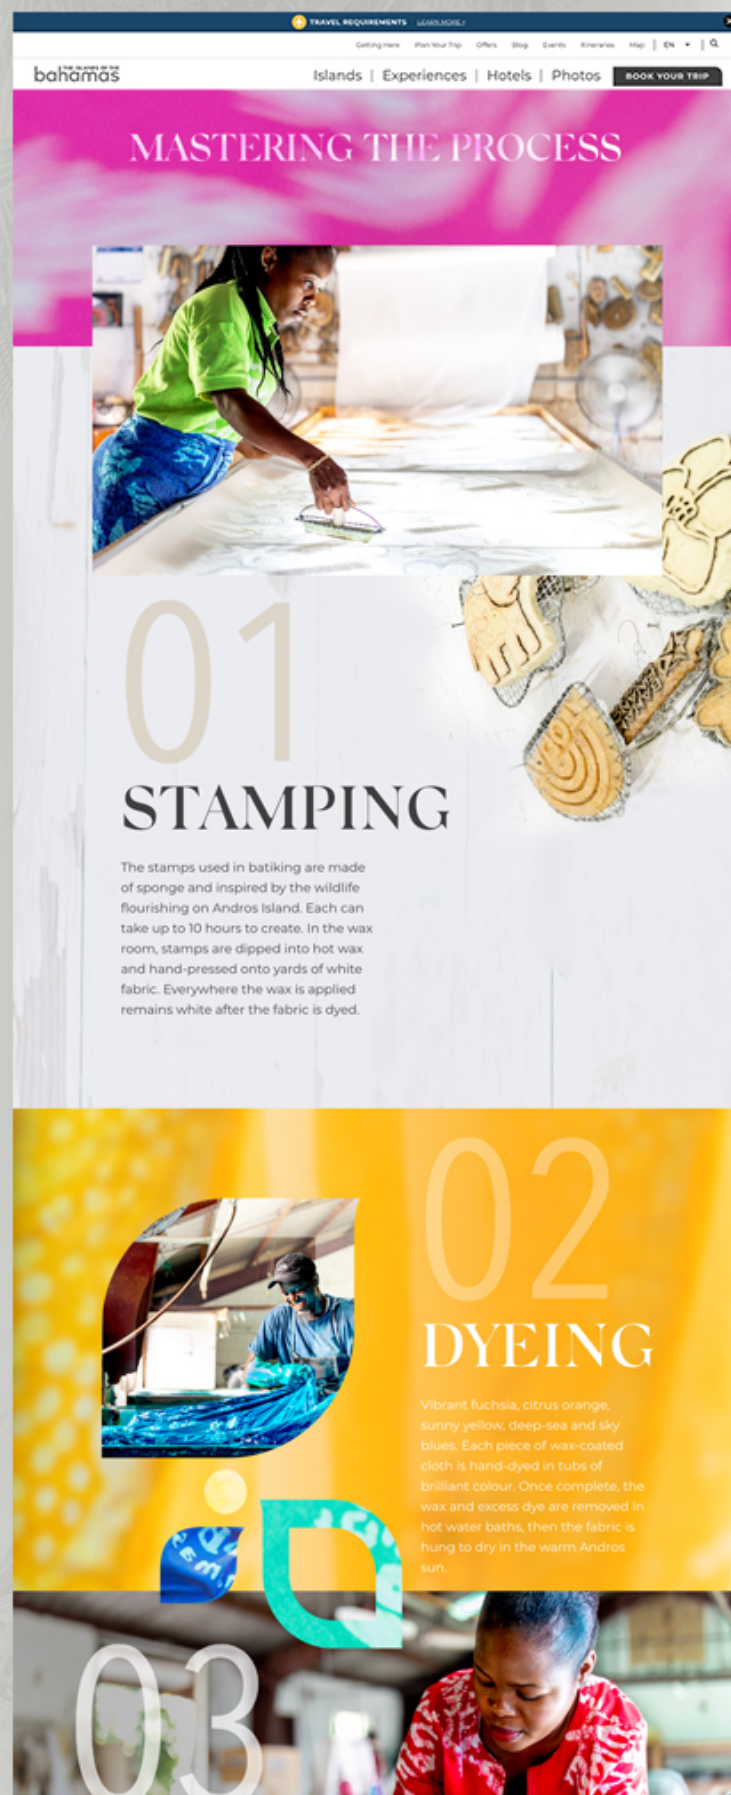 TRAVEL REQUIREMENTS LEARN MORE >
Getting Here Plan Your Trip Offers Blog Events Itineraries Map | EN |
THE ISLANDS OF THE
bahamas
Islands | Experiences | Hotels | Photos BOOK YOUR TRIP
MASTERING THE PROCESS
01
STAMPING
The stamps used in batiking are made
of sponge and inspired by the wildlife
flourishing on Andros Island. Each can
take up to 10 hours to create. In the wax
room, stamps are dipped into hot wax
and hand-pressed onto yards of white
fabric. Everywhere the wax is applied
remains white after the fabric is dyed.
02
DYEING
Vibrant fuchsia, citrus orange,
sunny yellow, deep-sea and sky
blues. Each piece of wax-coated
cloth is hand-dyed in tubs of
brilliant colour. Once complete, the
wax and excess dye are removed in
hot water baths, then the fabric is
hung to dry in the warm Andros
sun.
03